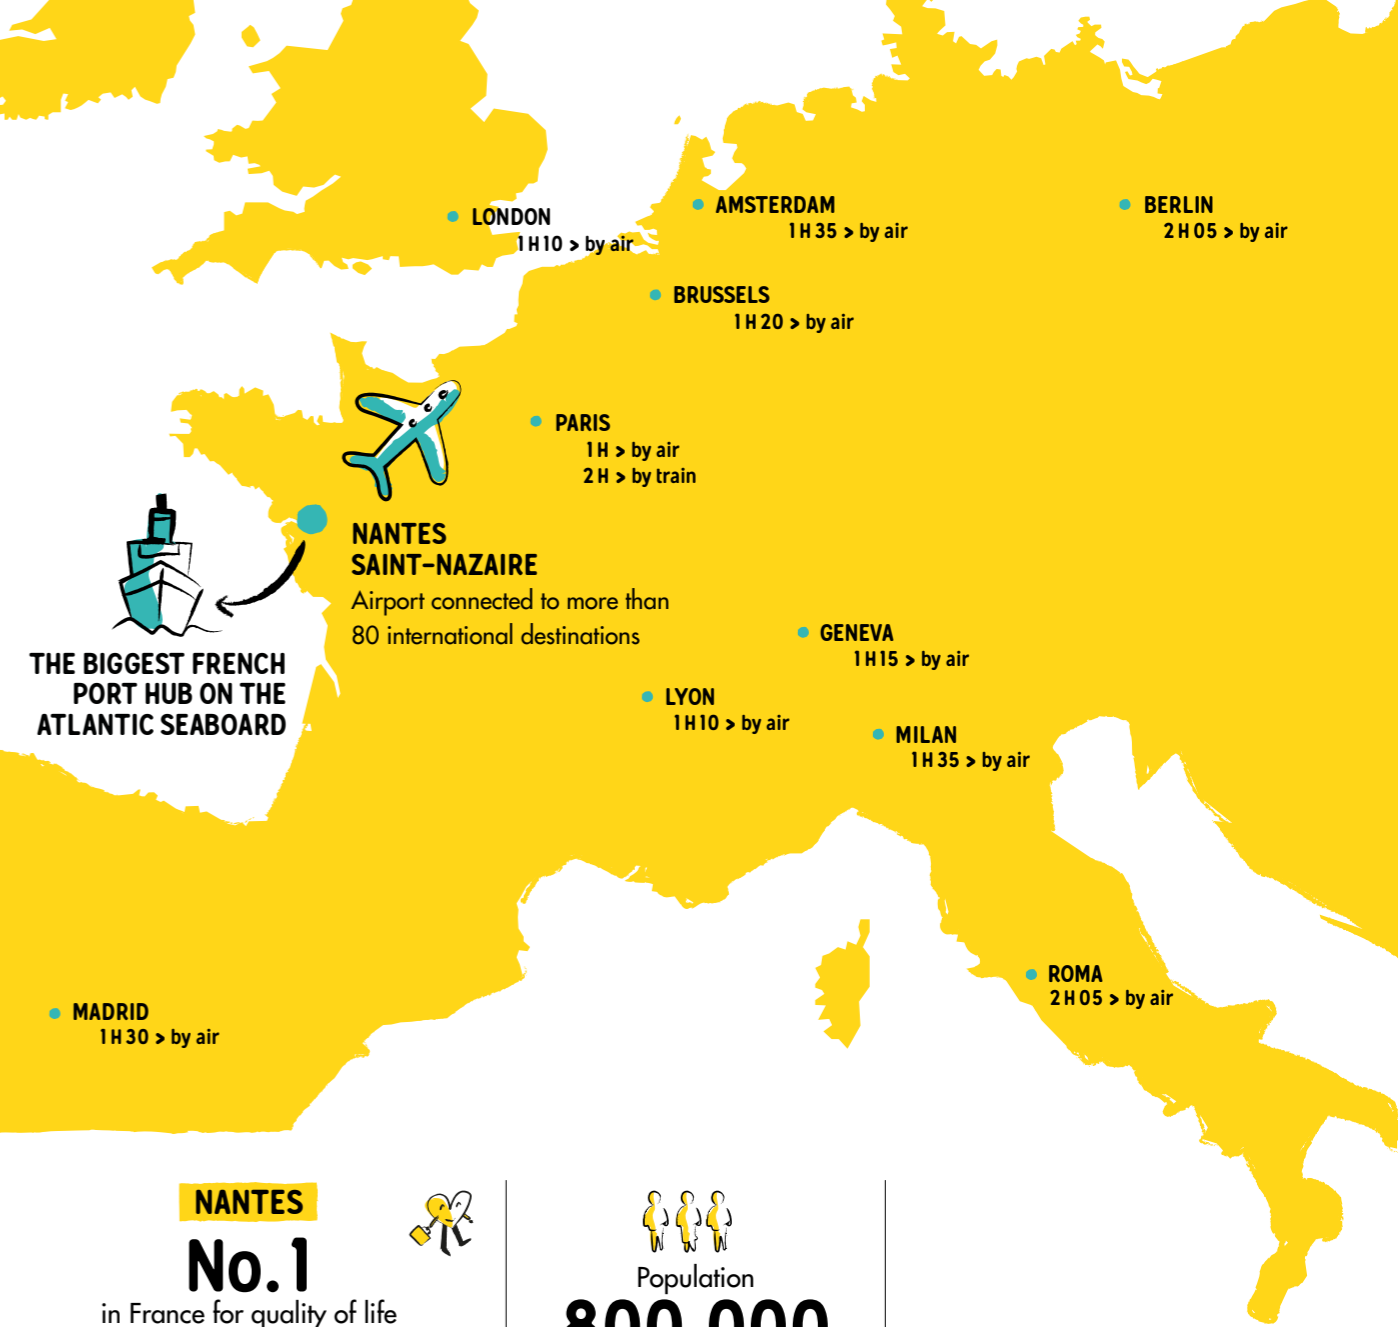 LONDON
1H10 > by air
AMSTERDAM
1H35 > by air
BERLIN
2H05 > by air
BRUSSELS
1H20 > by air
PARIS
1H > by air
2H > by train
NANTES
SAINT-NAZAIRE
Airport connected to more than
80 international destinations
THE BIGGEST FRENCH
PORT HUB ON THE
ATLANTIC SEABOARD
GENEVA
1H15 > by air
LYON
1H10 > by air
MILAN
1H35 > by air
ROMA
2H05 > by air
MADRID
1H30 > by air
NANTES
No.1
in France for quality of life
Population
800 000